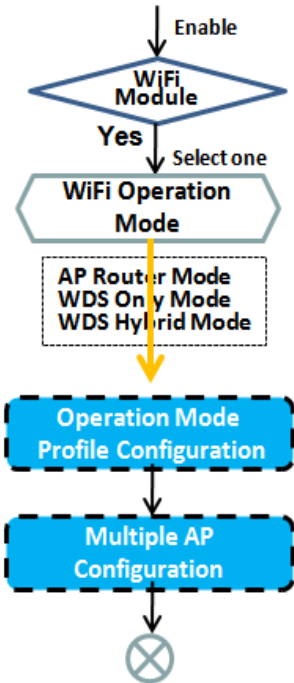 Enable
WiFi
Module
Yes
Select one
WiFi Operation
Mode
AP Router Mode
WDS Only Mode
WDS Hybrid Mode
Operation Mode
Profile Configuration
Multiple AP
Configuration